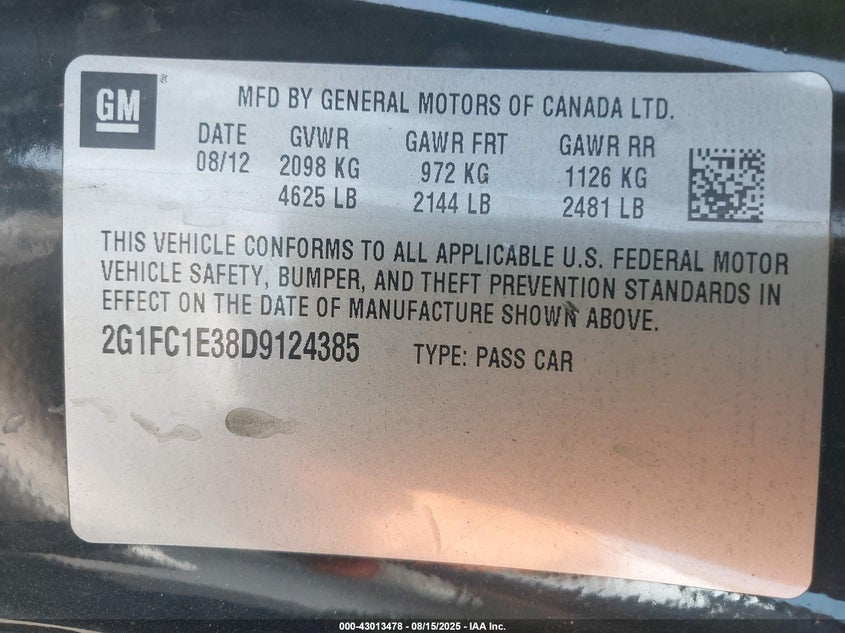 GM ®
MFD BY GENERAL MOTORS OF CANADA LTD.
DATE GVWR GAWR FRT GAWR RR
08/12 2098 KG 972 KG 1126 KG
4625 LB 2144 LB 2481 LB
THIS VEHICLE CONFORMS TO ALL APPLICABLE U.S. FEDERAL MOTOR
VEHICLE SAFETY, BUMPER, AND THEFT PREVENTION STANDARDS IN
EFFECT ON THE DATE OF MANUFACTURE SHOWN ABOVE.
2G1FC1E38D9124385 TYPE: PASS CAR
000-43013478 - 08/15/2025 - IAA Inc.